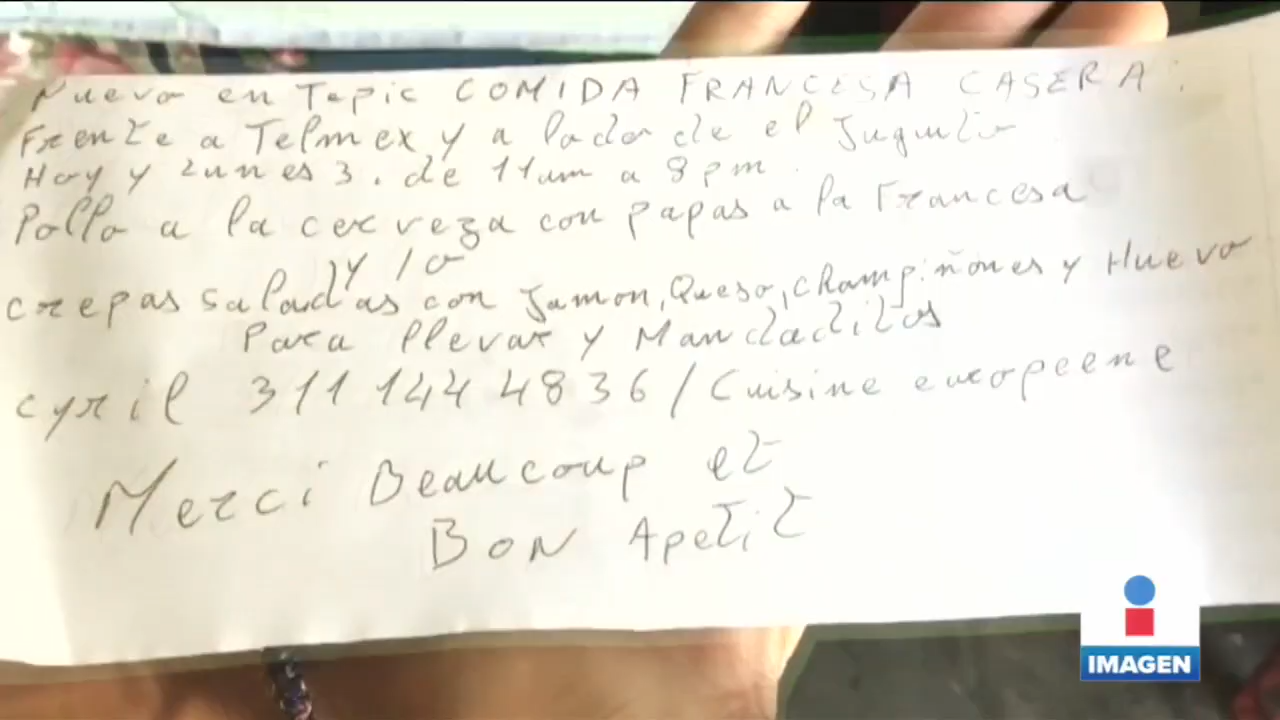 Nuevo en Tepic COMIDA FRANCESA CASERA:
Frente a Telmex y a lado de el Juguito
Hoy y Lunes 3. de 11am a 8pm.
Pollo a la cerveza con papas a la Francesa
y/o
crepas saladas con Jamon, Queso, champiñones y Huevo
Para llevar y Mandaditos
cyril 311 144 4836 / Cuisine europeene
Merci Beaucoup et
BON Apetit
IMAGEN